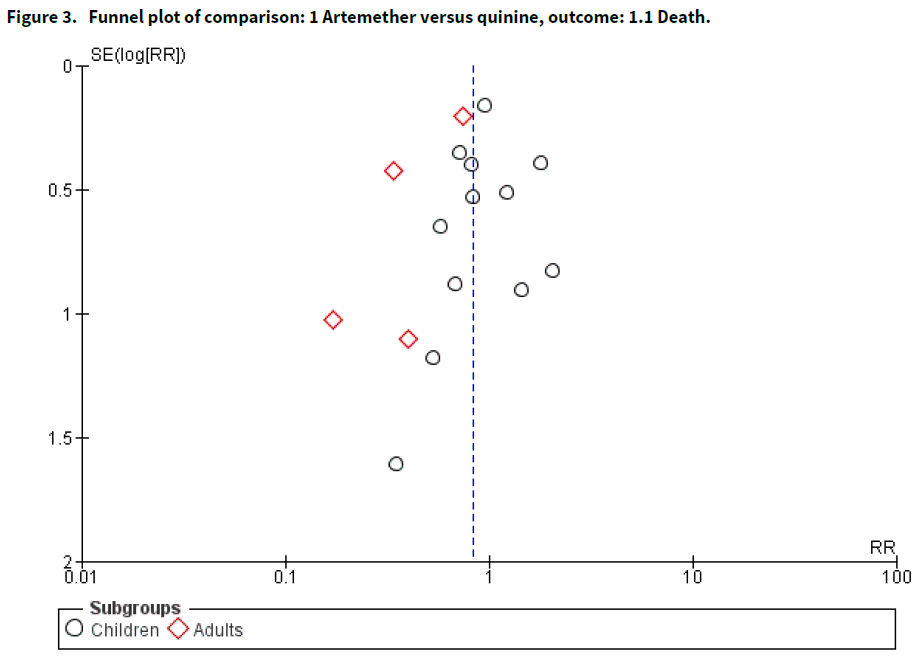 Figure 3. Funnel plot of comparison: 1 Artemether versus quinine, outcome: 1.1 Death.
SE(log[RR])
0
0.5
1
1.5
2
RR
0.01 0.1 1 10 100
Subgroups
Children Adults